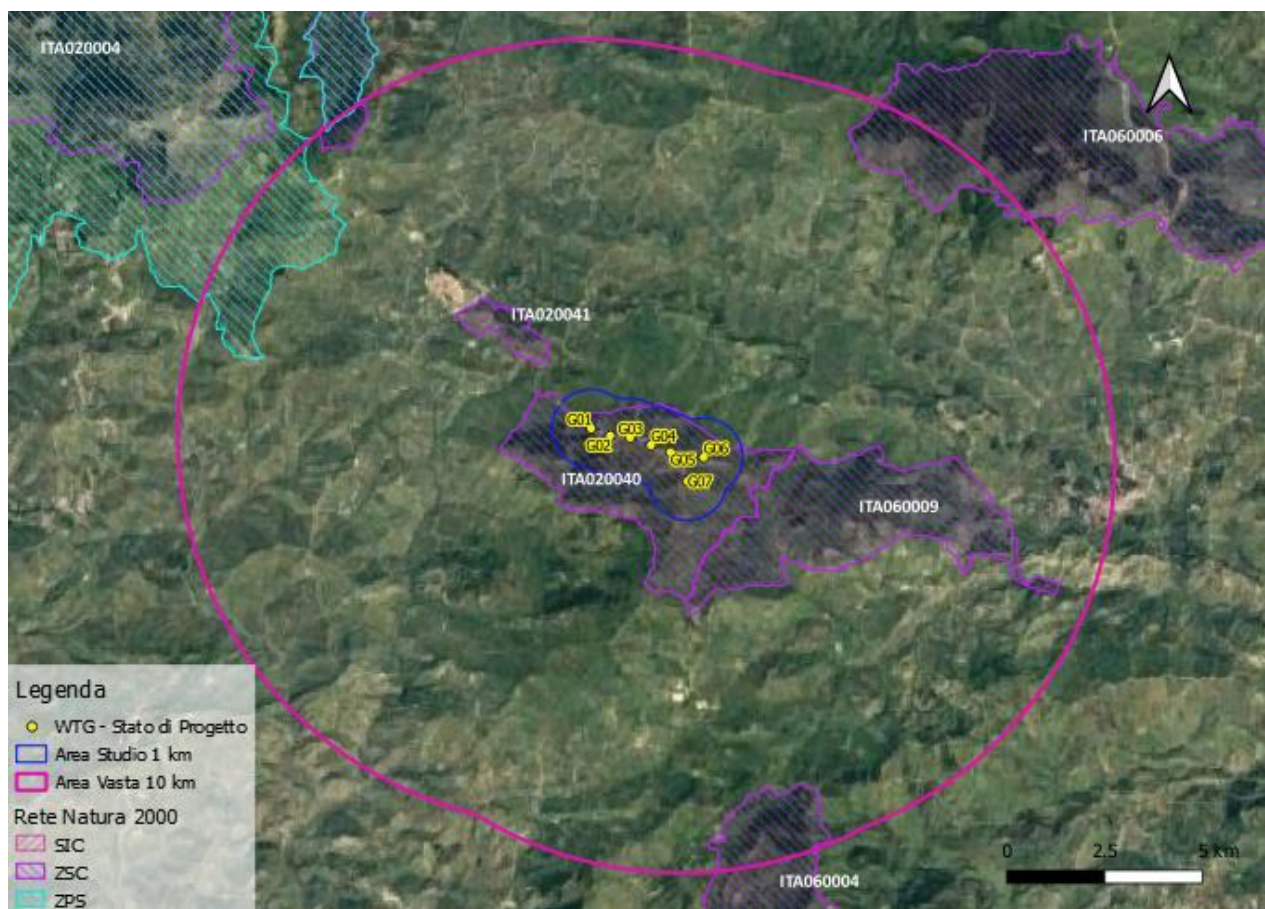 ITA020004
ITA060006
ITA020041
G01
G03
G02
G04
G05
G06
ITA020040
G07
ITA060009
Legenda
WTG - Stato di Progetto
Area Studio 1 km
Area Vasta 10 km
Rete Natura 2000
SIC
ZSC
ZPS
0 2.5 5 km
ITA060004